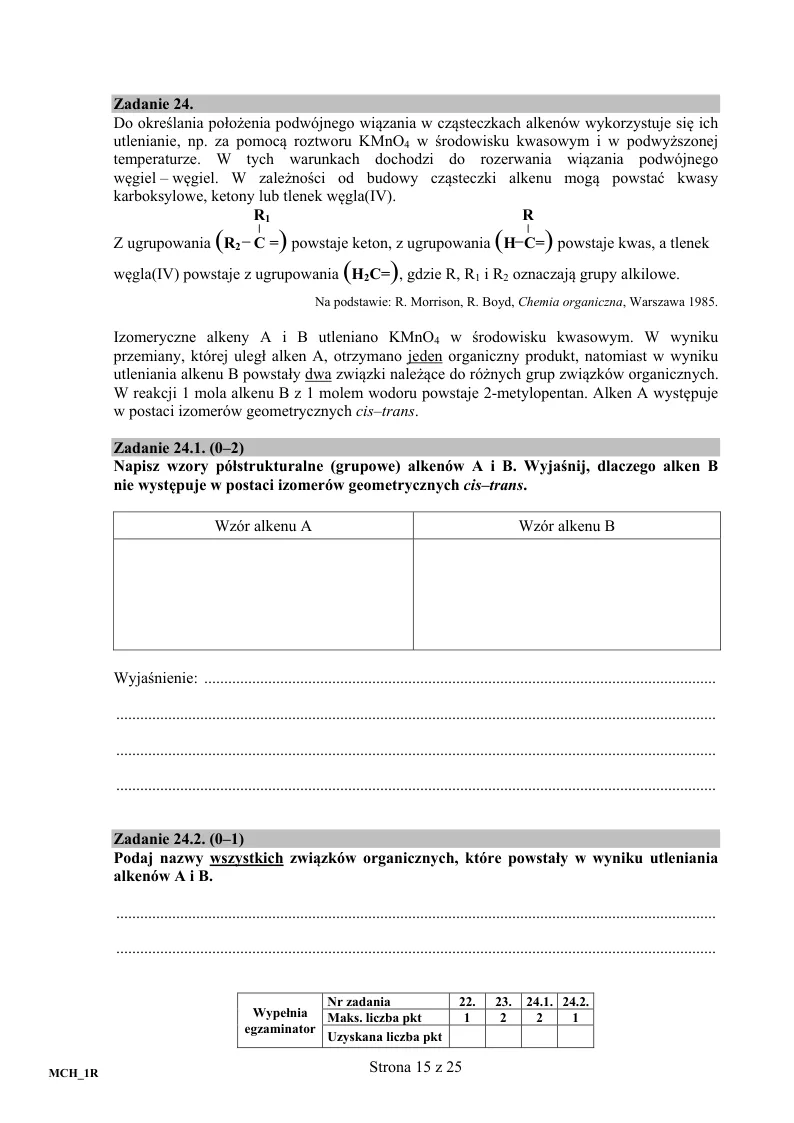 Zadanie 24.
Do określania położenia podwójnego wiązania w cząsteczkach alkenów wykorzystuje się ich
utlenianie, np. za pomocą roztworu KMnO4 w środowisku kwasowym i w podwyższonej
temperaturze. W tych warunkach dochodzi do rozerwania wiązania podwójnego
węgiel – węgiel. W zależności od budowy cząsteczki alkenu mogą powstać kwasy
karboksylowe, ketony lub tlenek węgla(IV).
R1 R
Z ugrupowania (R2– C =) powstaje keton, z ugrupowania (H–C=) powstaje kwas, a tlenek
węgla(IV) powstaje z ugrupowania (H2C=), gdzie R, R1 i R2 oznaczają grupy alkilowe.
Na podstawie: R. Morrison, R. Boyd, Chemia organiczna, Warszawa 1985.
Izomeryczne alkeny A i B utleniano KMnO4 w środowisku kwasowym. W wyniku
przemiany, której uległ alken A, otrzymano jeden organiczny produkt, natomiast w wyniku
utleniania alkenu B powstały dwa związki należące do różnych grup związków organicznych.
W reakcji 1 mola alkenu B z 1 molem wodoru powstaje 2-metylopentan. Alken A występuje
w postaci izomerów geometrycznych cis–trans.
Zadanie 24.1. (0–2)
Napisz wzory półstrukturalne (grupowe) alkenów A i B. Wyjaśnij, dlaczego alken B
nie występuje w postaci izomerów geometrycznych cis–trans.
Wzór alkenu A Wzór alkenu B
Wyjaśnienie: ................................................................................................................................
......................................................................................................................................................
......................................................................................................................................................
......................................................................................................................................................
Zadanie 24.2. (0–1)
Podaj nazwy wszystkich związków organicznych, które powstały w wyniku utleniania
alkenów A i B.
......................................................................................................................................................
......................................................................................................................................................
Wypełnia egzaminator
Nr zadania 22. 23. 24.1. 24.2.
Maks. liczba pkt 1 2 2 1
Uzyskana liczba pkt
MCH_1R
Strona 15 z 25